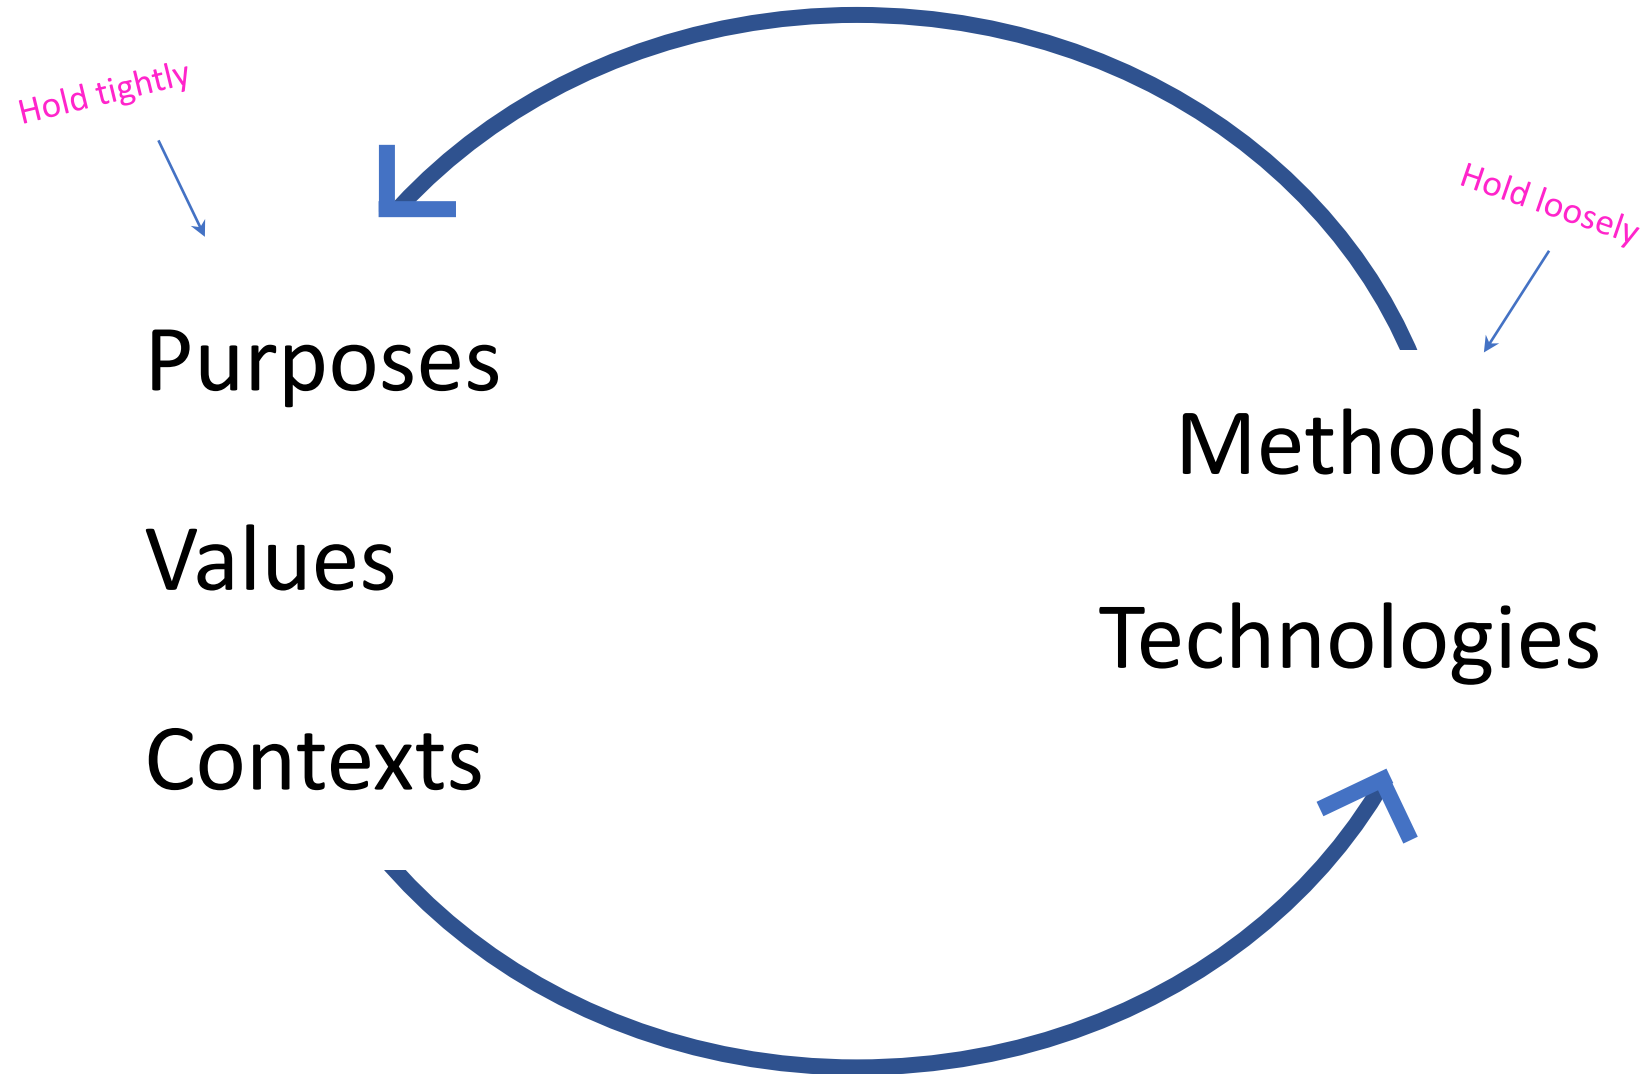 Hold tightly
Hold loosely
Purposes
Values
Contexts
Methods
Technologies